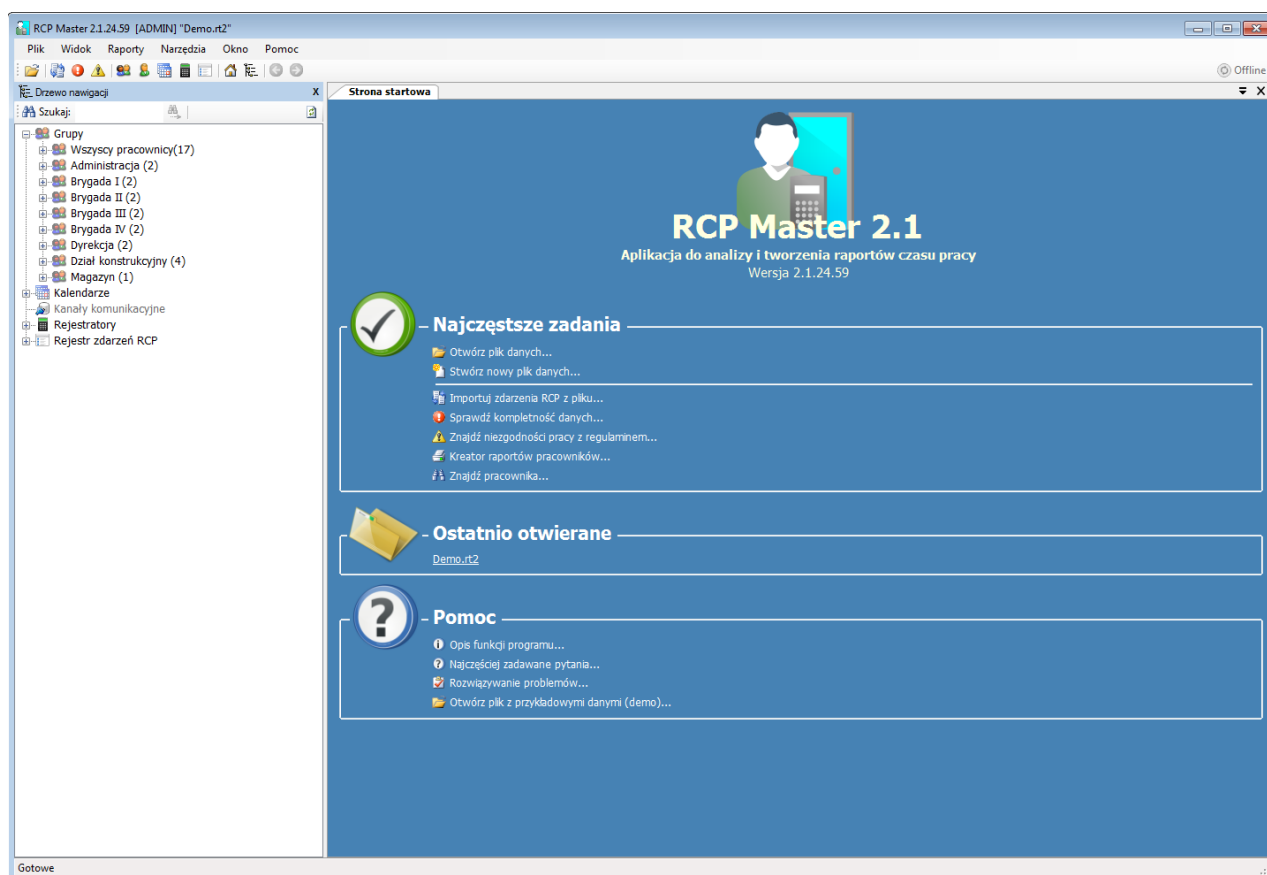 RCP Master 2.1.24.59 [ADMIN] "Demo.rt2"
Plik Widok Raporty Narzędzia Okno Pomoc
Offline
Drzewo nawigacji X
Szukaj:
Grupy
Wszyscy pracownicy(17)
Administracja (2)
Brygada I (2)
Brygada II (2)
Brygada III (2)
Brygada IV (2)
Dyrekcja (2)
Dział konstrukcyjny (4)
Magazyn (1)
Kalendarze
Kanały komunikacyjne
Rejestratory
Rejestr zdarzeń RCP
Strona startowa
RCP Master 2.1
Aplikacja do analizy i tworzenia raportów czasu pracy
Wersja 2.1.24.59
Najczęstsze zadania
Otwórz plik danych...
Stwórz nowy plik danych...
Importuj zdarzenia RCP z pliku...
Sprawdź kompletność danych...
Znajdź niezgodności pracy z regulaminem...
Kreator raportów pracowników...
Znajdź pracownika...
Ostatnio otwierane
Demo.rt2
Pomoc
Opis funkcji programu...
Najczęściej zadawane pytania...
Rozwiązywanie problemów...
Otwórz plik z przykładowymi danymi (demo)...
Gotowe